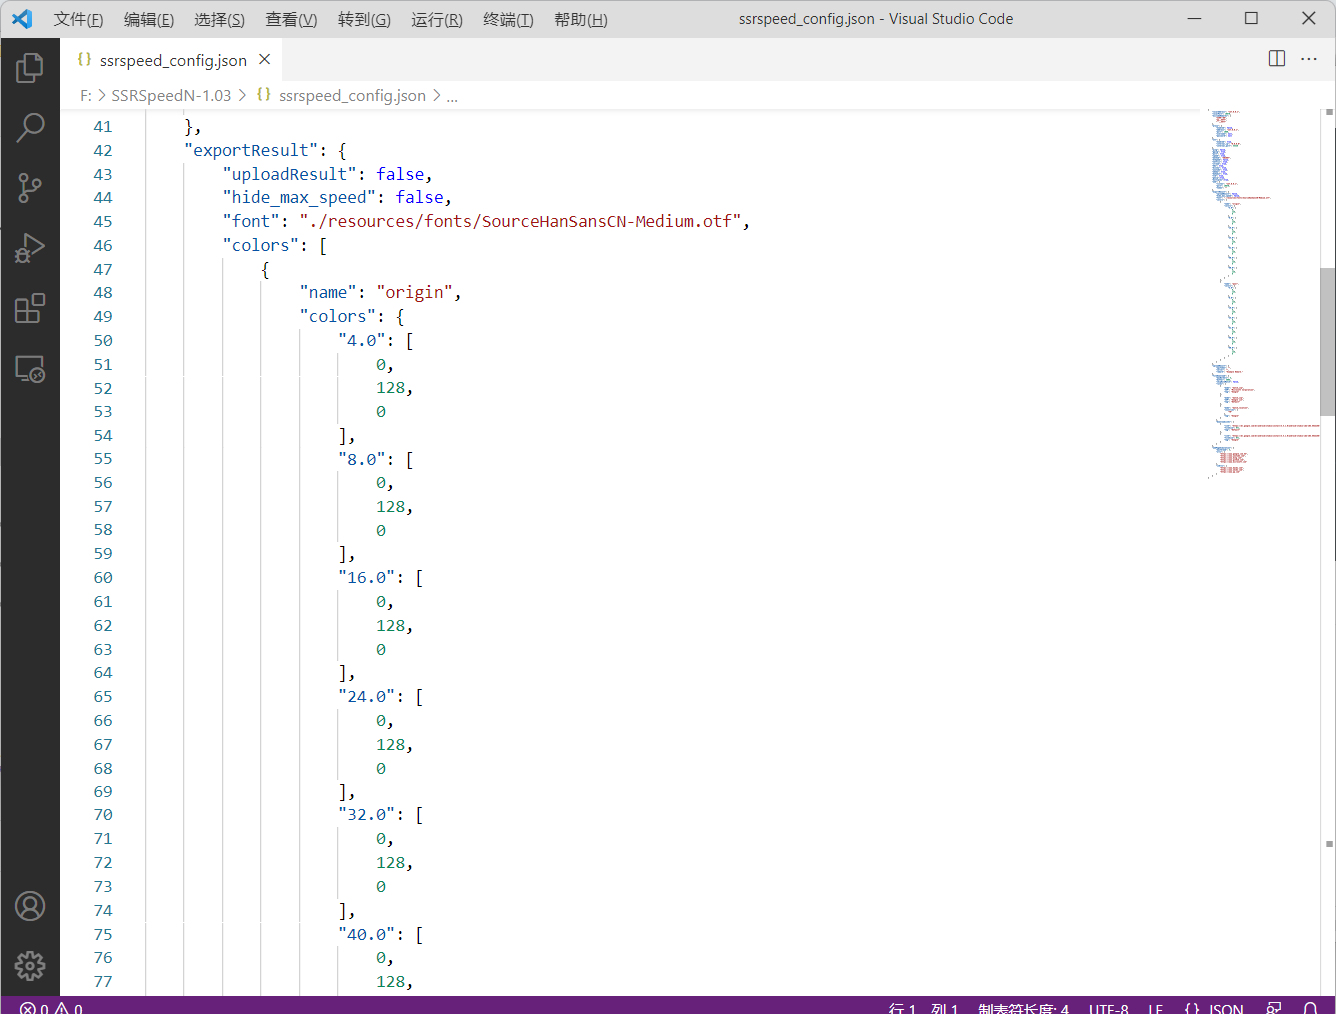 文件(F) 编辑(E) 选择(S) 查看(V) 转到(G) 运行(R) 终端(T) 帮助(H) ssrspeed_config.json - Visual Studio Code
{} ssrspeed_config.json
F: > SSRSpeedN-1.03 > {} ssrspeed_config.json > ...
41 },
42 "exportResult": {
43 "uploadResult": false,
44 "hide_max_speed": false,
45 "font": "./resources/fonts/SourceHanSansCN-Medium.otf",
46 "colors": [
47 {
48 "name": "origin",
49 "colors": {
50 "4.0": [
51 0,
52 128,
53 0
54 ],
55 "8.0": [
56 0,
57 128,
58 0
59 ],
60 "16.0": [
61 0,
62 128,
63 0
64 ],
65 "24.0": [
66 0,
67 128,
68 0
69 ],
70 "32.0": [
71 0,
72 128,
73 0
74 ],
75 "40.0": [
76 0,
77 128,
0 0 行 1, 列 1 制表符长度: 4 UTF-8 LF {} JSON